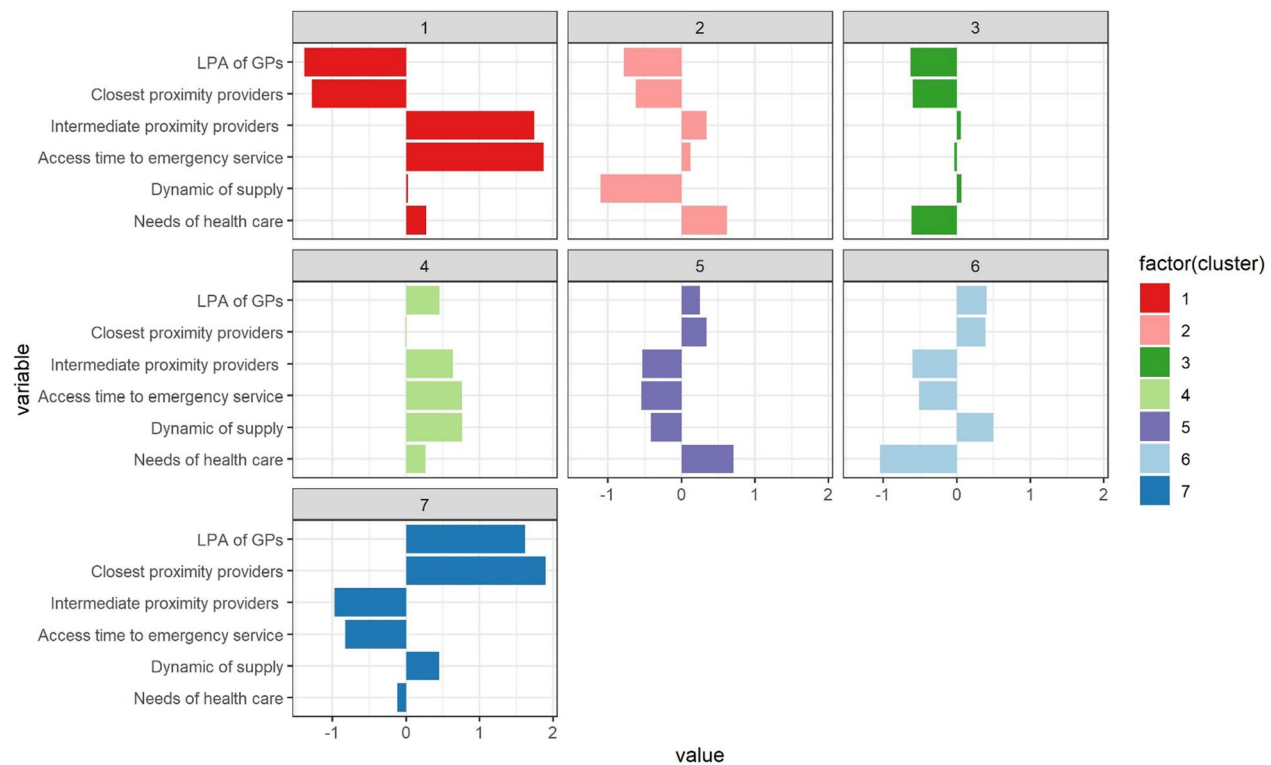 1
2
3
LPA of GPs
Closest proximity providers
Intermediate proximity providers
Access time to emergency service
Dynamic of supply
Needs of health care
4
5
6
LPA of GPs
Closest proximity providers
Intermediate proximity providers
Access time to emergency service
Dynamic of supply
Needs of health care
-1 0 1 2
-1 0 1 2
7
LPA of GPs
Closest proximity providers
Intermediate proximity providers
Access time to emergency service
Dynamic of supply
Needs of health care
-1 0 1 2
value
variable
factor(cluster)
1
2
3
4
5
6
7